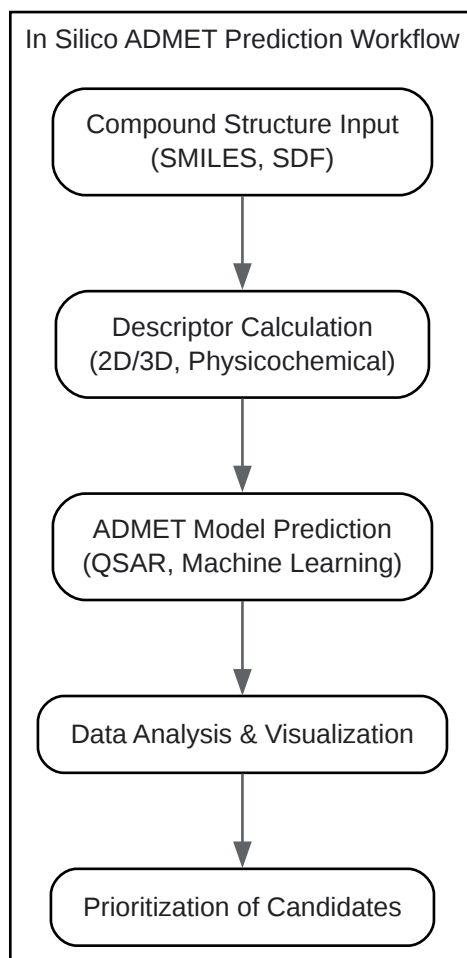 In Silico ADMET Prediction Workflow
Compound Structure Input
(SMILES, SDF)
Descriptor Calculation
(2D/3D, Physicochemical)
ADMET Model Prediction
(QSAR, Machine Learning)
Data Analysis & Visualization
Prioritization of Candidates